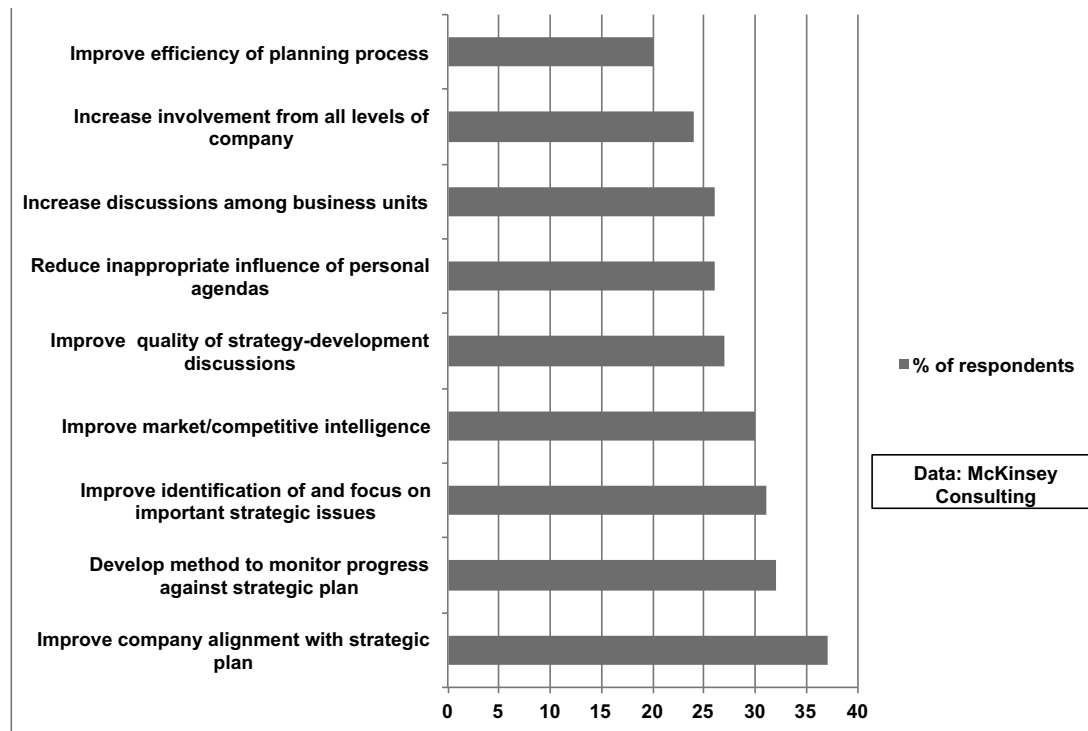 Improve efficiency of planning process
Increase involvement from all levels of
company
Increase discussions among business units
Reduce inappropriate influence of personal
agendas
Improve quality of strategy-development
discussions
Improve market/competitive intelligence
Improve identification of and focus on
important strategic issues
Develop method to monitor progress
against strategic plan
Improve company alignment with strategic
plan
0 5 10 15 20 25 30 35 40
% of respondents
Data: McKinsey
Consulting